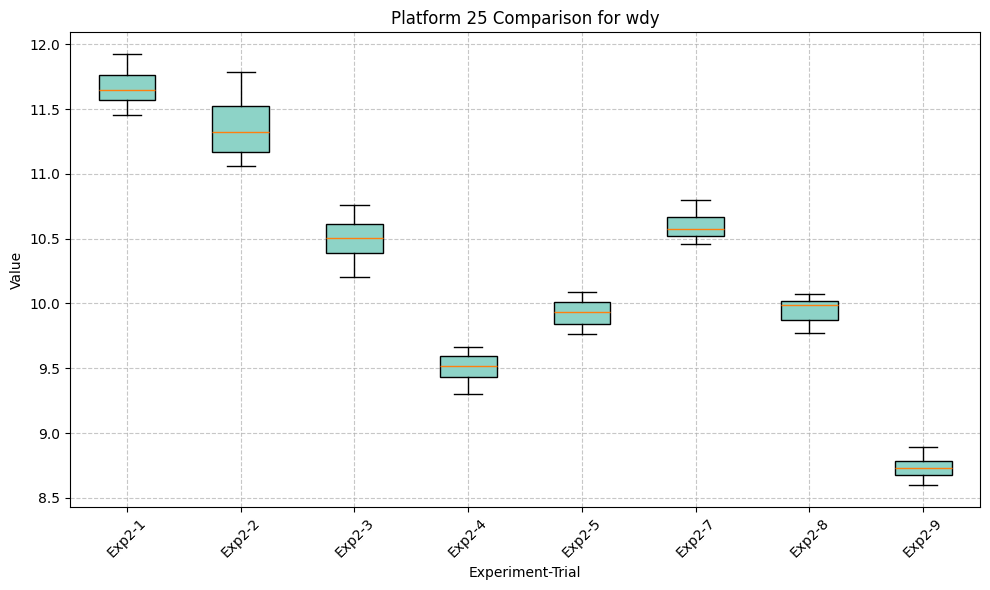 Platform 25 Comparison for wdy
Value
12.0
11.5
11.0
10.5
10.0
9.5
9.0
8.5
Exp2-1
Exp2-2
Exp2-3
Exp2-4
Exp2-5
Exp2-7
Exp2-8
Exp2-9
Experiment-Trial